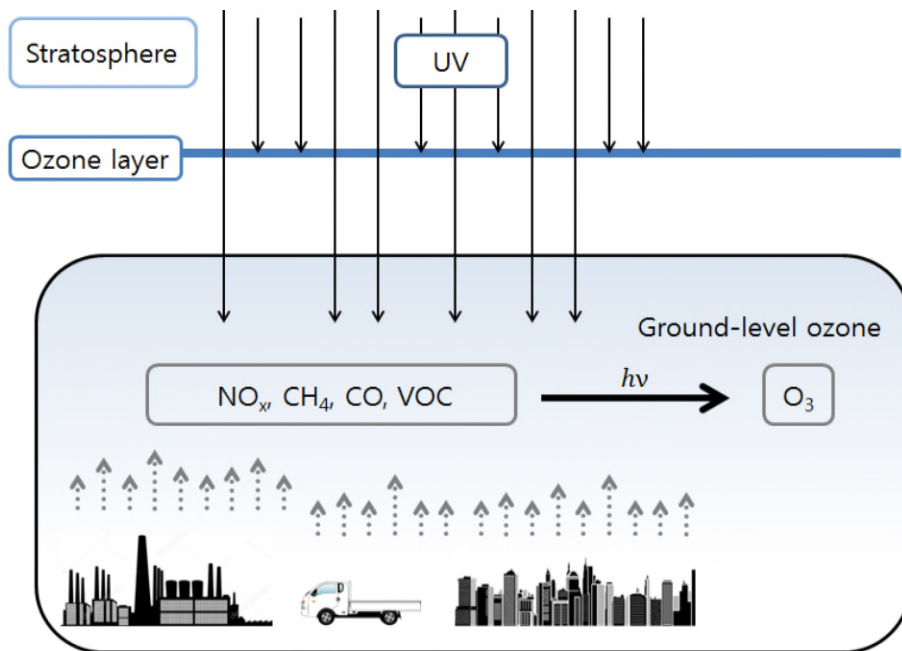 Stratosphere
UV
Ozone layer
Ground-level ozone
NOₓ, CH₄, CO, VOC
hν
O₃